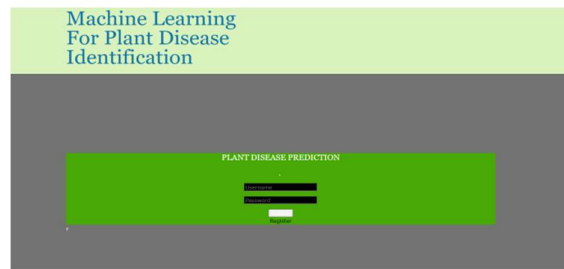 Machine Learning
For Plant Disease
Identification
PLANT DISEASE PREDICTION
Username
Password
Register